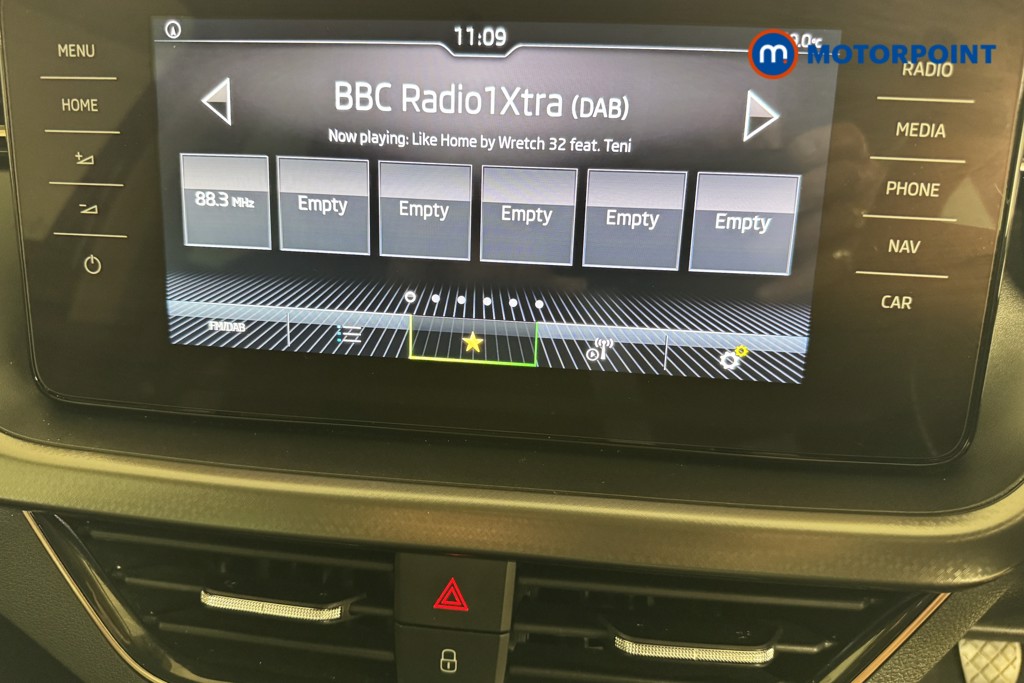 11:09
MOTORPOINT
MENU
HOME
RADIO
MEDIA
PHONE
NAV
CAR
BBC Radio1Xtra (DAB)
Now playing: Like Home by Wretch 32 feat. Teni
88.3 MHz
Empty
Empty
Empty
Empty
Empty
FM/DAB